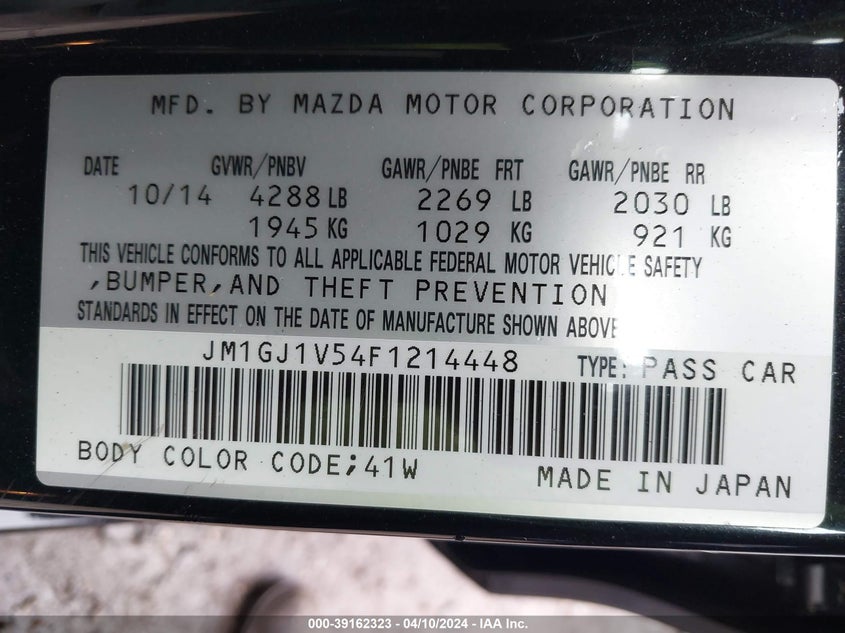 MFD. BY MAZDA MOTOR CORPORATION
DATE GVWR/PNBV GAWR/PNBE FRT GAWR/PNBE RR
10/14 4288 LB 2269 LB 2030 LB
1945 KG 1029 KG 921 KG
THIS VEHICLE CONFORMS TO ALL APPLICABLE FEDERAL MOTOR VEHICLE SAFETY
,BUMPER,AND THEFT PREVENTION
STANDARDS IN EFFECT ON THE DATE OF MANUFACTURE SHOWN ABOVE
JM1GJ1V54F1214448 TYPE: PASS CAR
BODY COLOR CODE;41W MADE IN JAPAN
000-39162323 - 04/10/2024 - IAA Inc.